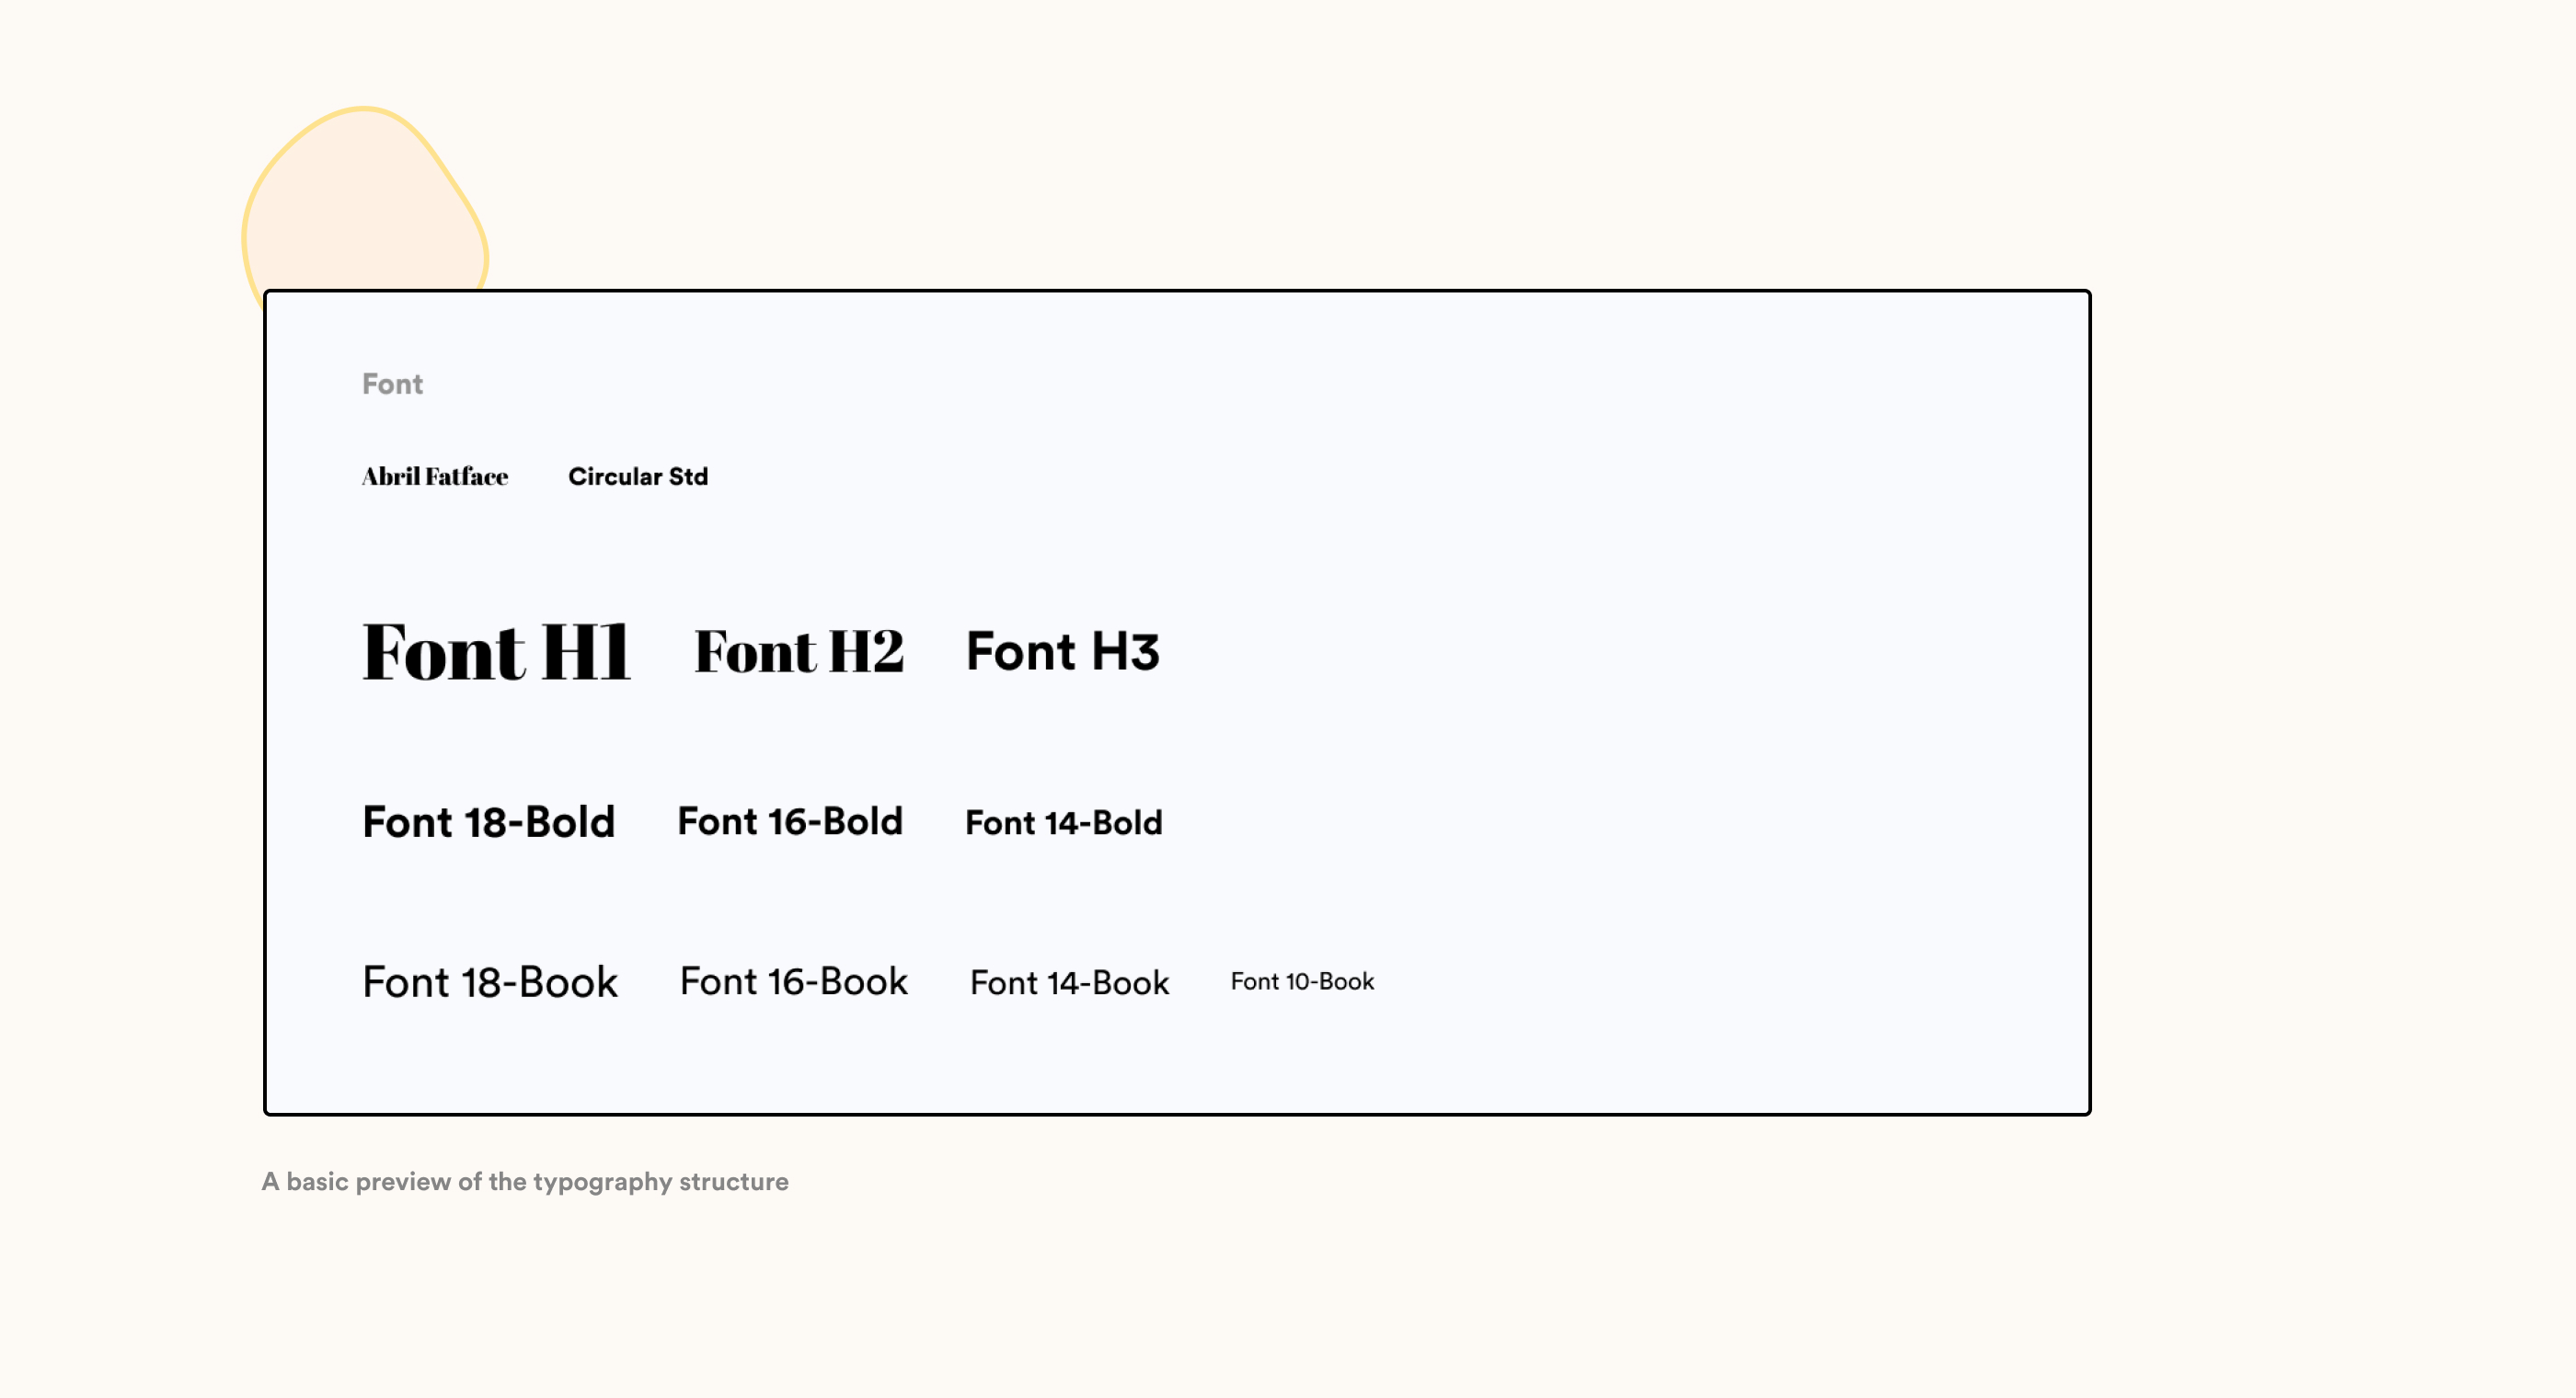 Font
Abril Fatface Circular Std
Font H1 Font H2 Font H3
Font 18-Bold Font 16-Bold Font 14-Bold
Font 18-Book Font 16-Book Font 14-Book Font 10-Book
A basic preview of the typography structure